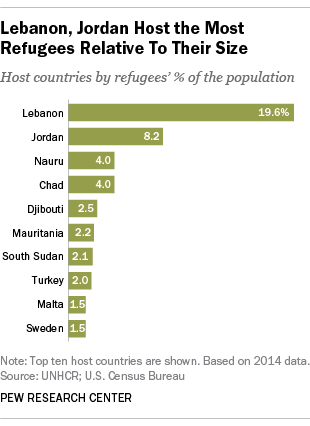 Lebanon, Jordan Host the Most
Refugees Relative To Their Size
Host countries by refugees' % of the population
Lebanon 19.6%
Jordan 8.2
Nauru 4.0
Chad 4.0
Djibouti 2.5
Mauritania 2.2
South Sudan 2.1
Turkey 2.0
Malta 1.5
Sweden 1.5
Note: Top ten host countries are shown. Based on 2014 data.
Source: UNHCR; U.S. Census Bureau
PEW RESEARCH CENTER